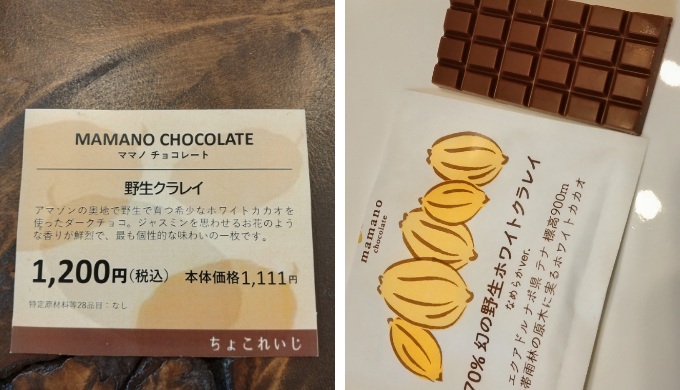 MAMANO CHOCOLATE
ママノ チョコレート
野生クラレイ
アマゾンの奥地で野生で育つ希少なホワイトカカオを
使ったダークチョコ。ジャスミンを思わせるお花のよう
な香りが鮮烈で、最も個性的な味わいの一枚です。
1,200円(税込) 本体価格1,111円
特定原材料等28品目:なし
ちょこれいじ
mamano
chocolate
70% 幻の野生ホワイトクラレイ
なめらかver.
エクアドル ナポ県 テナ 標高900m
帯雨林の原木に実るホワイトカカオ